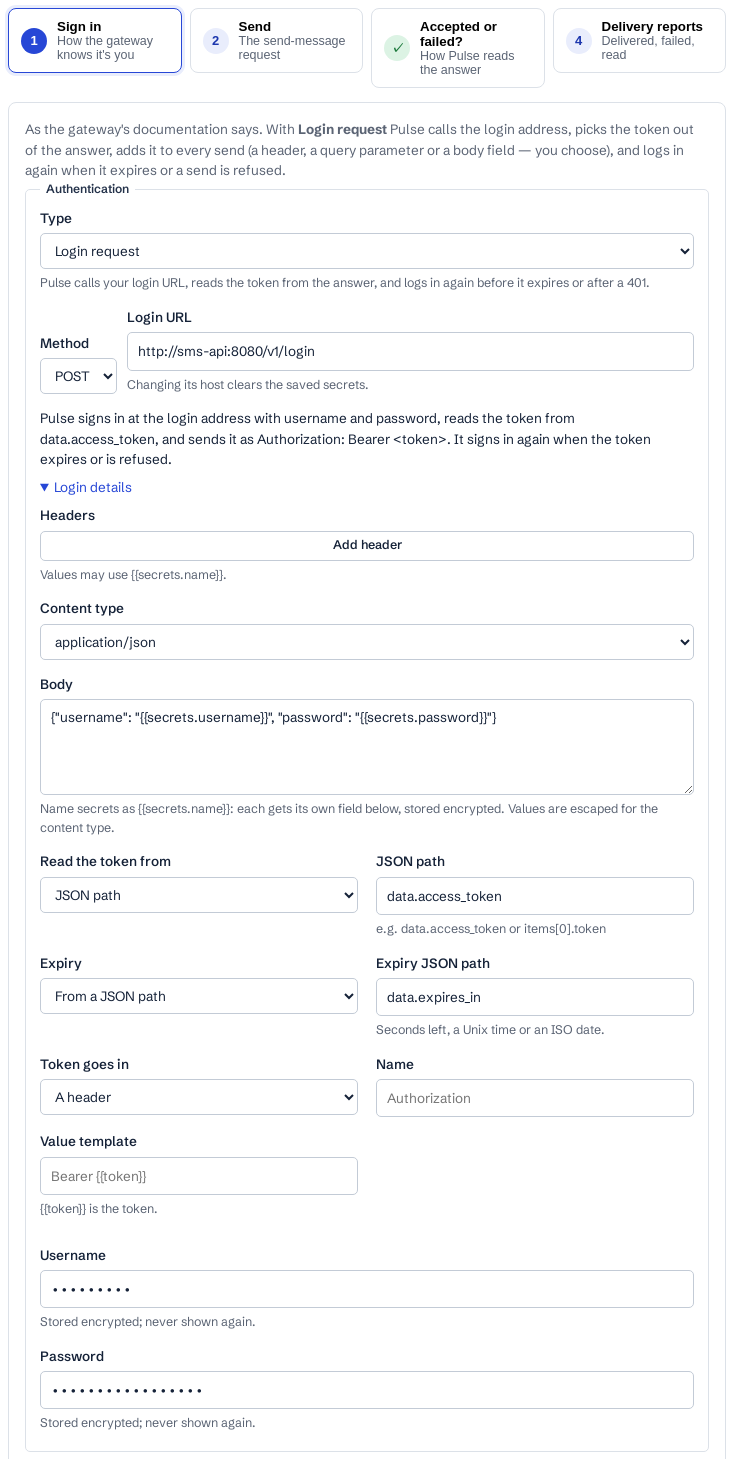 1
Sign in
How the gateway
knows it's you
2
Send
The send-message
request
✓
Accepted or
failed?
How Pulse reads
the answer
4
Delivery reports
Delivered, failed,
read
As the gateway's documentation says. With Login request Pulse calls the login address, picks the token out
of the answer, adds it to every send (a header, a query parameter or a body field — you choose), and logs in
again when it expires or a send is refused.
Authentication
Type
Login request
Pulse calls your login URL, reads the token from the answer, and logs in again before it expires or after a 401.
Method
POST
Login URL
http://sms-api:8080/v1/login
Changing its host clears the saved secrets.
Pulse signs in at the login address with username and password, reads the token from
data.access_token, and sends it as Authorization: Bearer <token>. It signs in again when the token
expires or is refused.
▼ Login details
Headers
Add header
Values may use {{secrets.name}}.
Content type
application/json
Body
{"username": "{{secrets.username}}", "password": "{{secrets.password}}"}
Name secrets as {{secrets.name}}: each gets its own field below, stored encrypted. Values are escaped for the
content type.
Read the token from
JSON path
JSON path
data.access_token
e.g. data.access_token or items[0].token
Expiry
From a JSON path
Expiry JSON path
data.expires_in
Seconds left, a Unix time or an ISO date.
Token goes in
A header
Name
Authorization
Value template
Bearer {{token}}
{{token}} is the token.
Username
•••••••••
Stored encrypted; never shown again.
Password
•••••••••••••••••
Stored encrypted; never shown again.